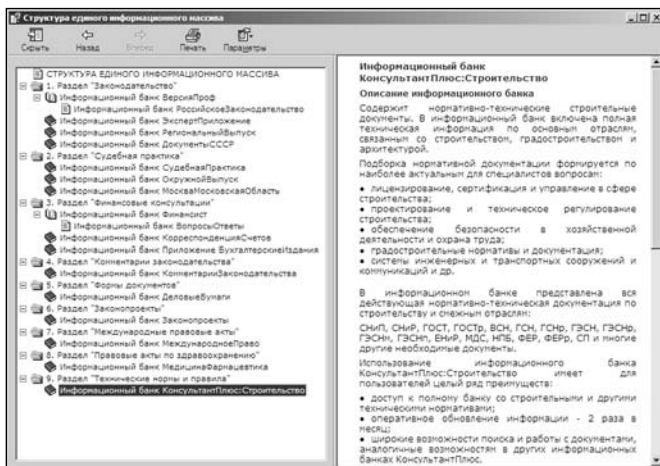 Структура единого информационного массива
Скрыть Назад Вперед Печать Параметры
СТРУКТУРА ЕДИНОГО ИНФОРМАЦИОННОГО МАССИВА
1. Раздел "Законодательство"
Информационный банк ВерсияПроф
Информационный банк РоссийскоеЗаконодательство
Информационный банк ЭкспертПриложение
Информационный банк РегиональныйВыпуск
Информационный банк ДокументыСССР
2. Раздел "Судебная практика"
Информационный банк СудебнаяПрактика
Информационный банк ОкружнойВыпуск
Информационный банк МоскваМосковскаяОбласть
3. Раздел "Финансовые консультации"
Информационный банк Финансист
Информационный банк ВопросыОтветы
Информационный банк КорреспонденцияСчетов
Информационный банк Приложение БухгалтерскиеИздания
4. Раздел "Комментарии законодательства"
Информационный банк КомментарииЗаконодательства
5. Раздел "Формы документов"
Информационный банк ДеловыеБумаги
6. Раздел "Законопроекты"
Информационный банк Законопроекты
7. Раздел "Международные правовые акты"
Информационный банк МеждународноеПраво
8. Раздел "Правовые акты по здравоохранению"
Информационный банк МедицинаФармацевтика
9. Раздел "Технические нормы и правила"
Информационный банк КонсультантПлюс:Строительство
Информационный банк
КонсультантПлюс:Строительство
Описание информационного банка
Содержит нормативно-технические строительные
документы. В информационный банк включена полная
техническая информация по основным отраслям,
связанным со строительством, градостроительством и
архитектурой.
Подборка нормативной документации формируется по
наиболее актуальным для специалистов вопросам:
• лицензирование, сертификация и управление в сфере
строительства;
• проектирование и техническое регулирование
строительства;
• обеспечение безопасности в хозяйственной
деятельности и охрана труда;
• градостроительные нормативы и документация;
• системы инженерных и транспортных сооружений и
коммуникаций и др.
В информационном банке представлена вся
действующая нормативно-техническая документация по
строительству и смежным отраслям:
СНиП, СНиР, ГОСТ, ГОСТр, ВСН, ГСН, ГСНр, ГЭСН, ГЭСНр,
ГЭСНм, ГЭСНп, ЕНиР, МДС, НПБ, ФЕР, ФЕРр, СП и многие
другие необходимые документы.
Использование информационного банка
КонсультантПлюс:Строительство имеет для
пользователей целый ряд преимуществ:
• доступ к полному банку со строительными и другими
техническими нормативами;
• оперативное обновление информации - 2 раза в
месяц;
• широкие возможности поиска и работы с документами,
аналогичные возможностям в других информационных
банках КонсультантПлюс.